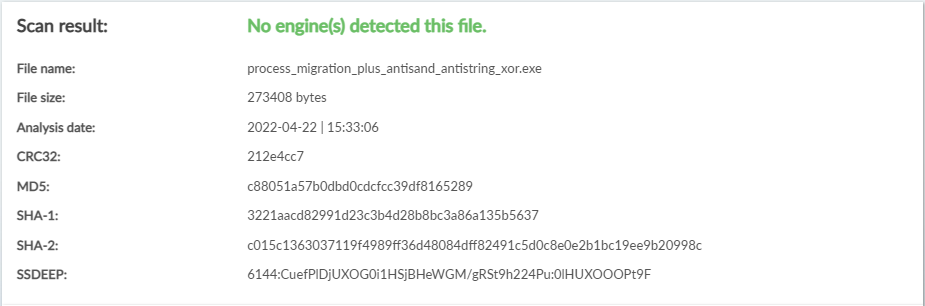 Scan result: No engine(s) detected this file.
File name: process_migration_plus_antisand_antistring_xor.exe
File size: 273408 bytes
Analysis date: 2022-04-22 | 15:33:06
CRC32: 212e4cc7
MD5: c88051a57b0dbd0cdcfcc39df8165289
SHA-1: 3221aacd82991d23c3b4d28b8bc3a86a135b5637
SHA-2: c015c1363037119f4989ff36d48084dff82491c5d0c8e0e2b1bc19ee9b20998c
SSDEEP: 6144:CuefPlDjUXOG0i1HSjBHeWGM/gRSt9h224Pu:0lHUXOOOPt9F